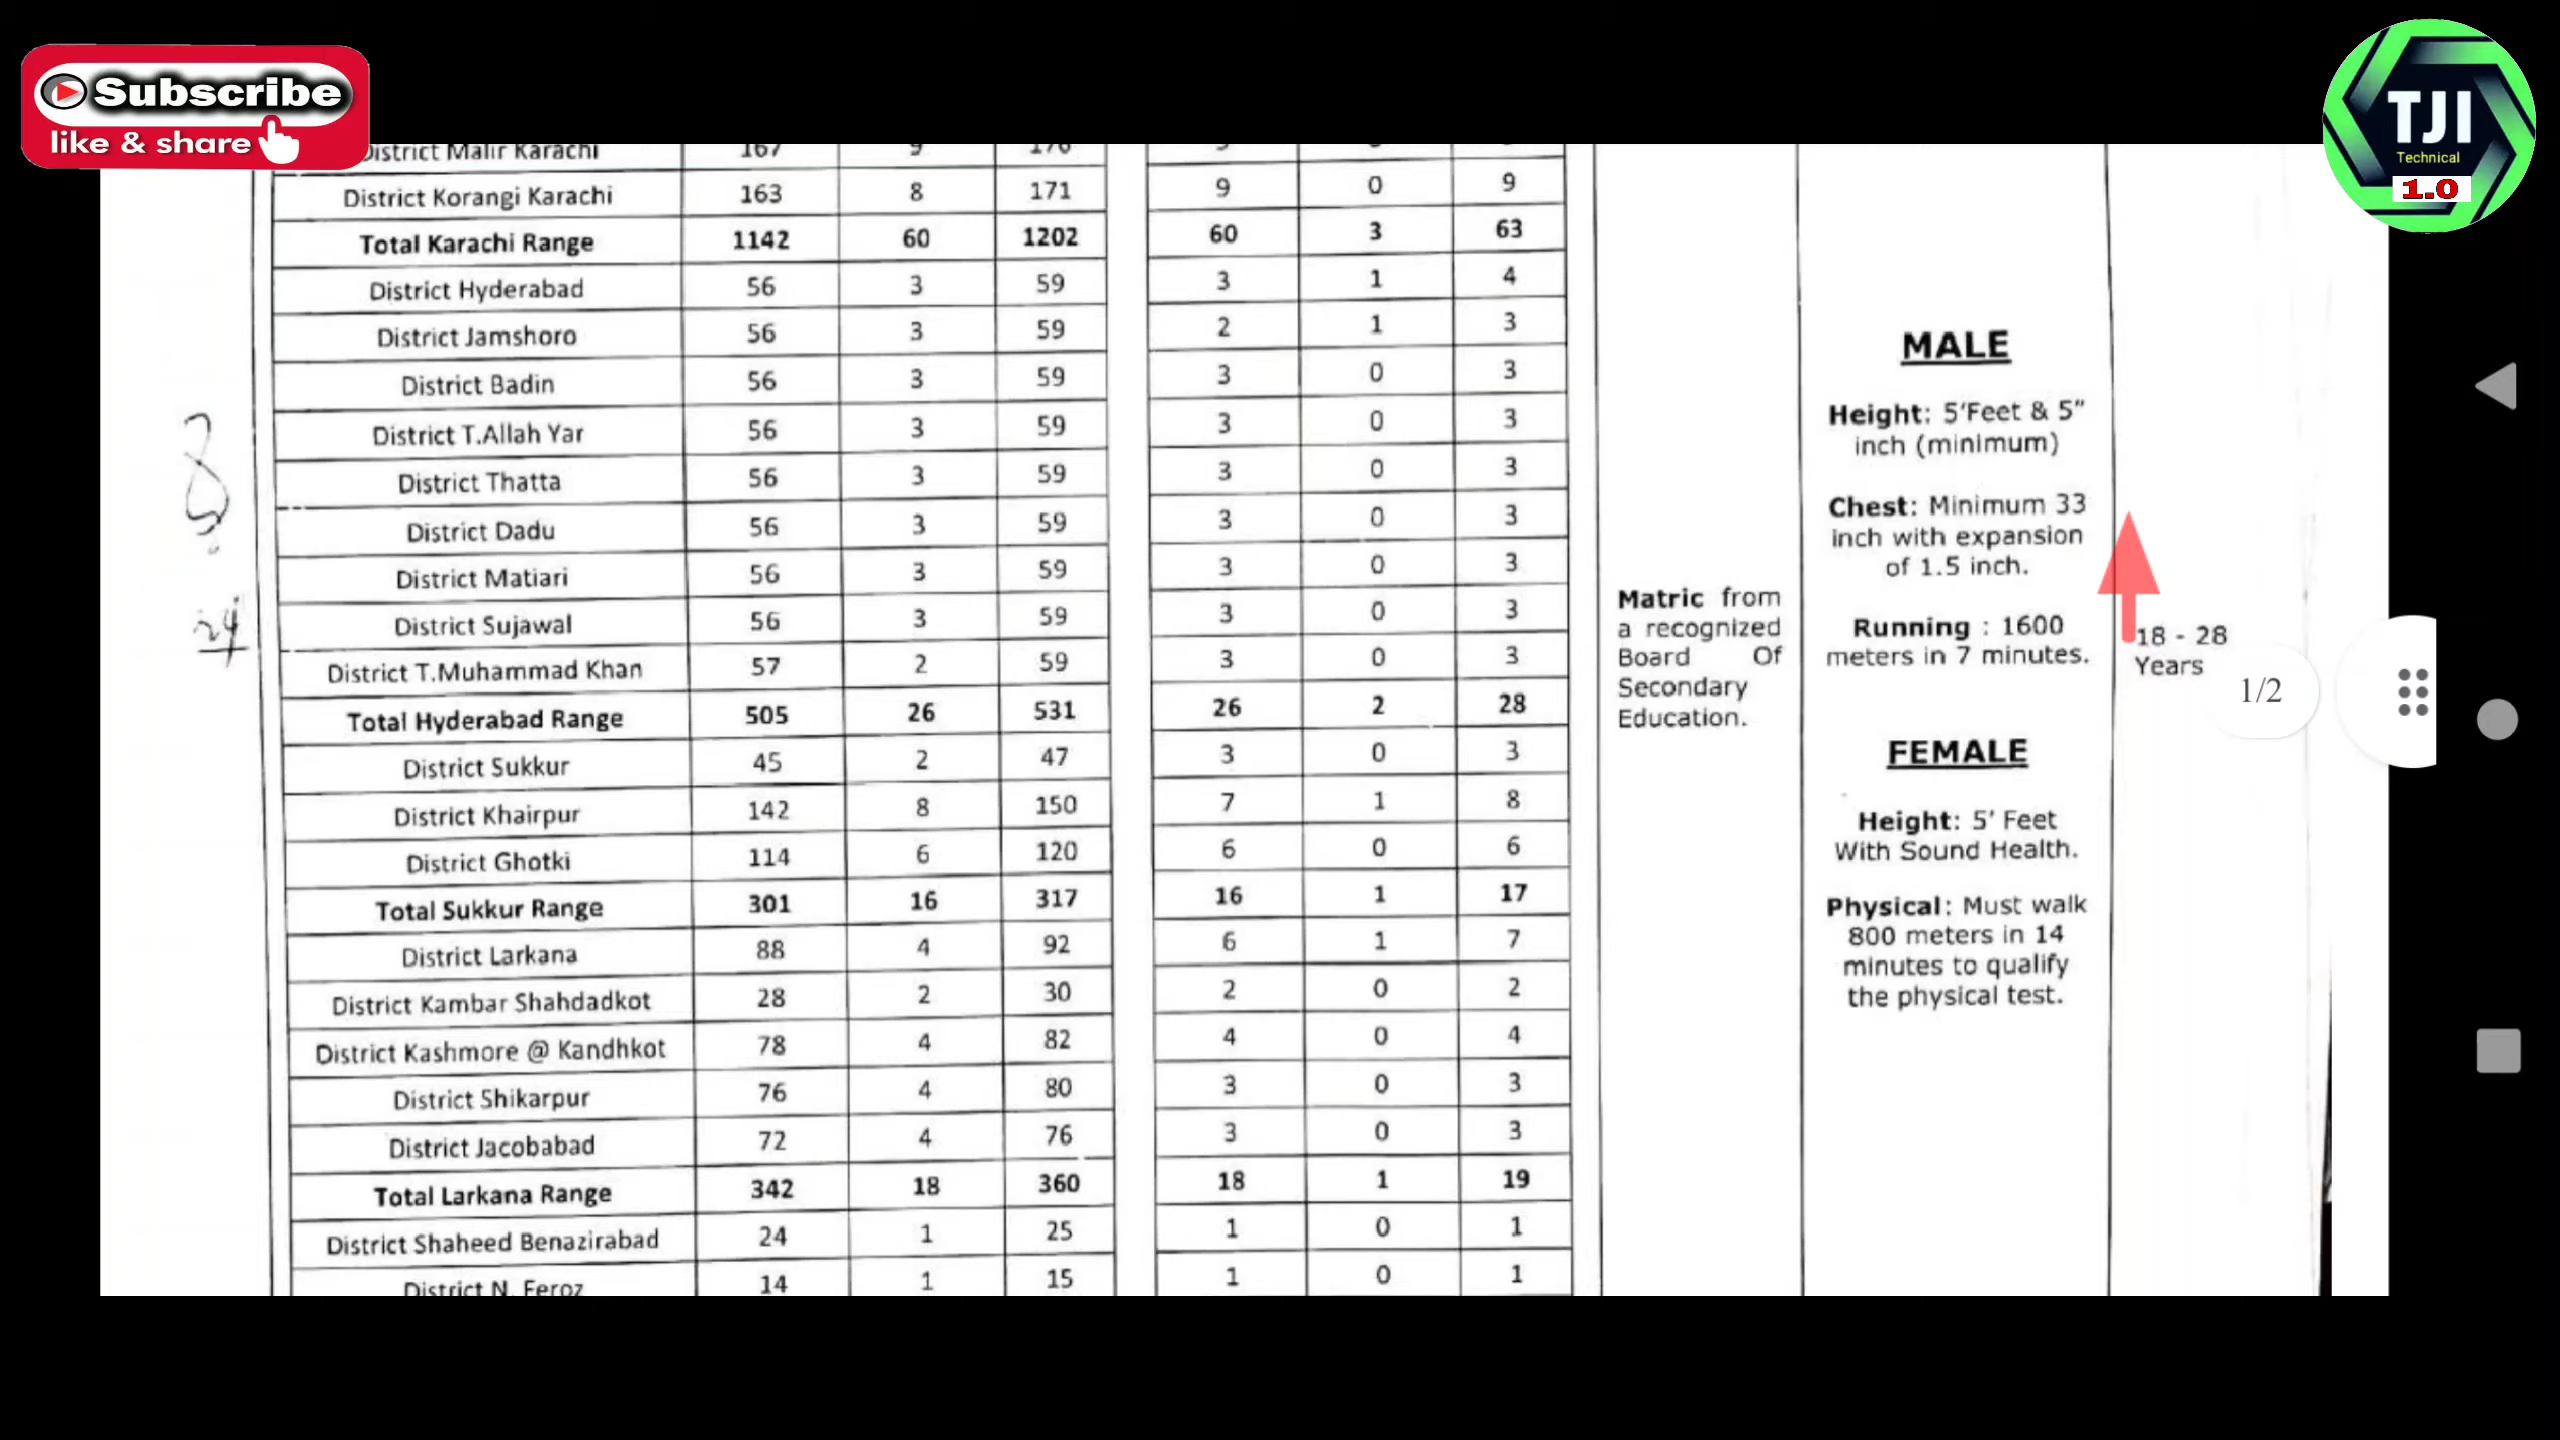 Subscribe
like & share
TJI
Technical
1.0
District Malir Karachi 167 9 176
District Korangi Karachi 163 8 171 9 0 9
Total Karachi Range 1142 60 1202 60 3 63
District Hyderabad 56 3 59 3 1 4
District Jamshoro 56 3 59 2 1 3
District Badin 56 3 59 3 0 3
District T.Allah Yar 56 3 59 3 0 3
District Thatta 56 3 59 3 0 3
District Dadu 56 3 59 3 0 3
District Matiari 56 3 59 3 0 3
District Sujawal 56 3 59 3 0 3
District T.Muhammad Khan 57 2 59 3 0 3
Total Hyderabad Range 505 26 531 26 2 28
District Sukkur 45 2 47 3 0 3
District Khairpur 142 8 150 7 1 8
District Ghotki 114 6 120 6 0 6
Total Sukkur Range 301 16 317 16 1 17
District Larkana 88 4 92 6 1 7
District Kambar Shahdadkot 28 2 30 2 0 2
District Kashmore @ Kandhkot 78 4 82 4 0 4
District Shikarpur 76 4 80 3 0 3
District Jacobabad 72 4 76 3 0 3
Total Larkana Range 342 18 360 18 1 19
District Shaheed Benazirabad 24 1 25 1 0 1
District N. Feroz 14 1 15 1 0 1
Matric from
a recognized
Board Of
Secondary
Education.
MALE
Height: 5'Feet & 5"
inch (minimum)
Chest: Minimum 33
inch with expansion
of 1.5 inch.
Running : 1600
meters in 7 minutes.
FEMALE
Height: 5' Feet
With Sound Health.
Physical: Must walk
800 meters in 14
minutes to qualify
the physical test.
18 - 28
Years
1/2